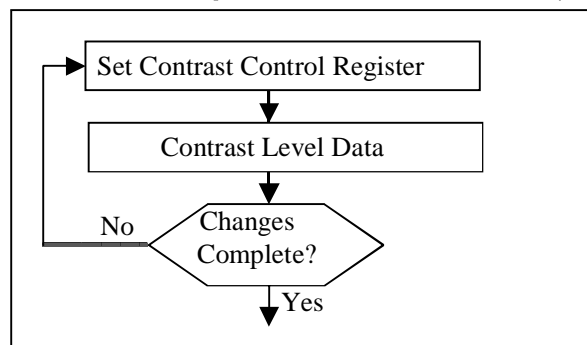 Set Contrast Control Register
Contrast Level Data
No
Changes
Complete?
Yes